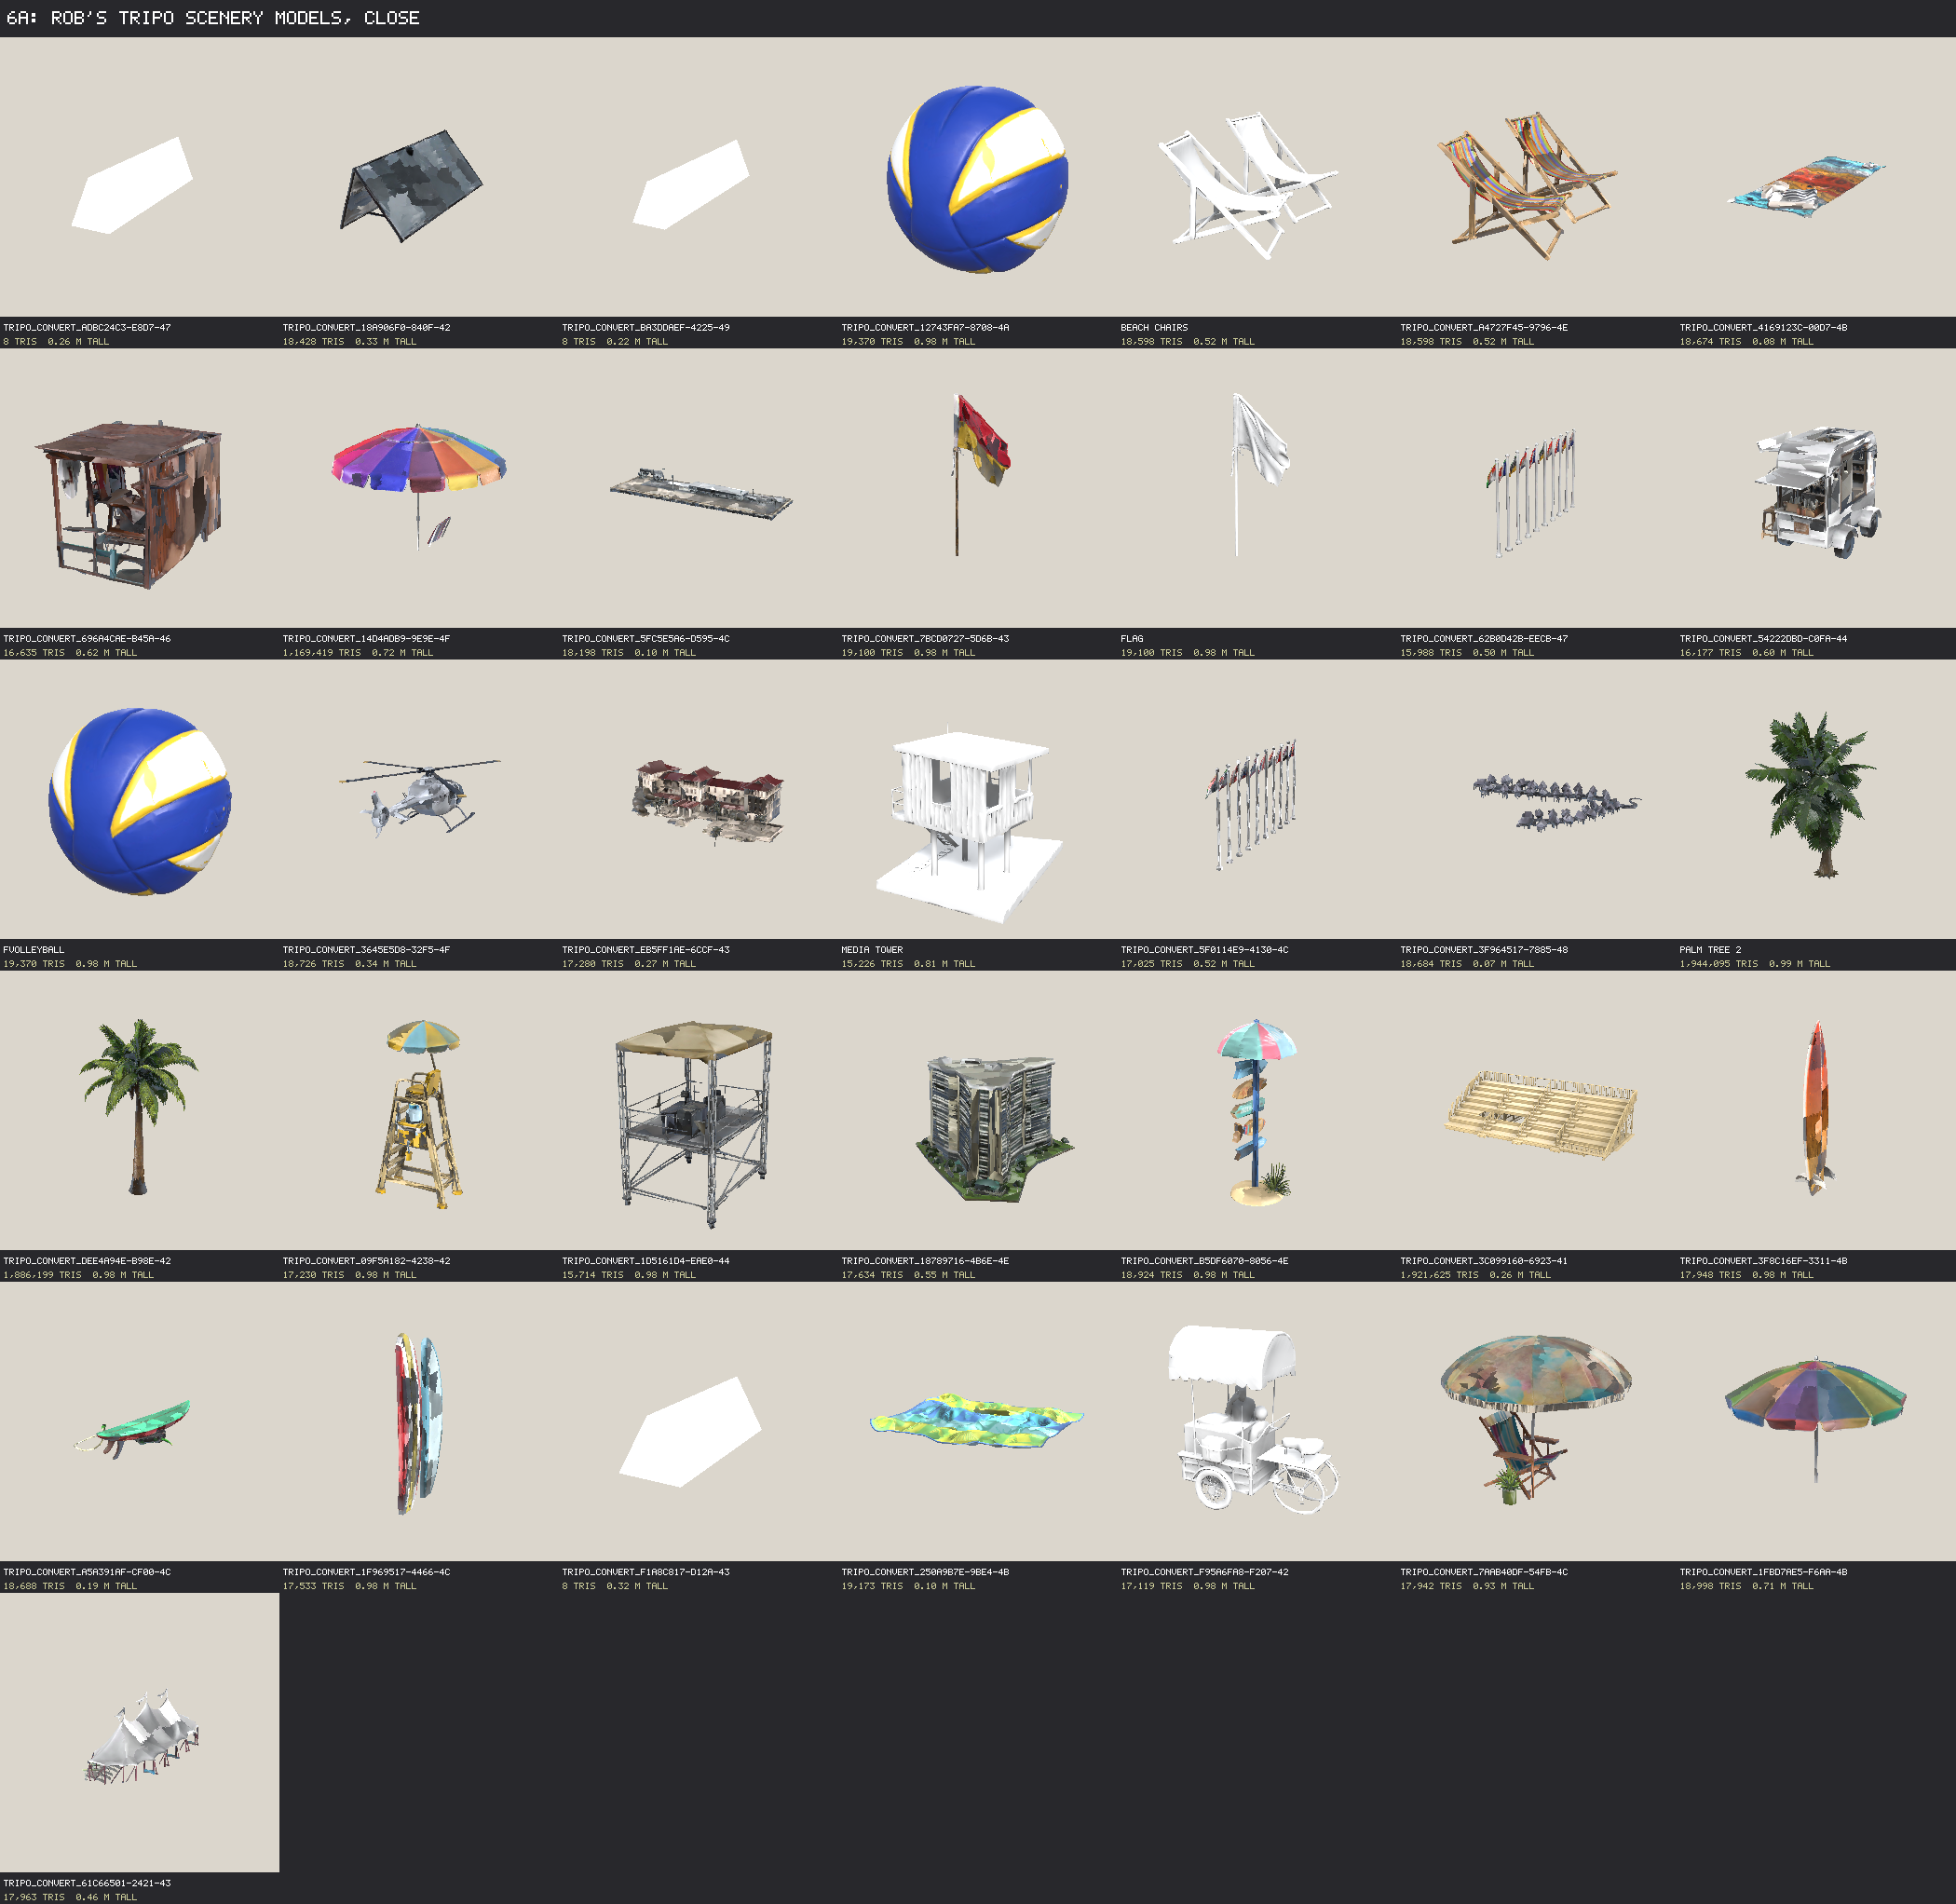 6A: ROB'S TRIPO SCENERY MODELS, CLOSE
TRIPO_CONVERT_ADBC24C3-E8D7-47
8 TRIS 0.26 M TALL
TRIPO_CONVERT_18A906F0-840F-42
18,428 TRIS 0.33 M TALL
TRIPO_CONVERT_BA3DDAEF-4225-49
8 TRIS 0.22 M TALL
TRIPO_CONVERT_12743FA7-8708-4A
19,370 TRIS 0.98 M TALL
BEACH CHAIRS
18,598 TRIS 0.52 M TALL
TRIPO_CONVERT_A4727F45-9796-4E
18,598 TRIS 0.52 M TALL
TRIPO_CONVERT_4169123C-00D7-4B
18,674 TRIS 0.08 M TALL
TRIPO_CONVERT_696A4CAE-B45A-46
16,635 TRIS 0.62 M TALL
TRIPO_CONVERT_14D4ADB9-9E9E-4F
1,169,419 TRIS 0.72 M TALL
TRIPO_CONVERT_5FC5E5A6-D595-4C
18,198 TRIS 0.10 M TALL
TRIPO_CONVERT_7BCD0727-5D6B-43
19,100 TRIS 0.98 M TALL
FLAG
19,100 TRIS 0.98 M TALL
TRIPO_CONVERT_62B0D42B-EECB-47
15,988 TRIS 0.50 M TALL
TRIPO_CONVERT_54222DBD-C0FA-44
16,177 TRIS 0.60 M TALL
FVOLLEYBALL
19,370 TRIS 0.98 M TALL
TRIPO_CONVERT_3645E5D8-32F5-4F
18,726 TRIS 0.34 M TALL
TRIPO_CONVERT_EB5FF1AE-6CCF-43
17,280 TRIS 0.27 M TALL
MEDIA TOWER
15,226 TRIS 0.81 M TALL
TRIPO_CONVERT_5F0114E9-4130-4C
17,025 TRIS 0.52 M TALL
TRIPO_CONVERT_3F964517-7885-48
18,684 TRIS 0.07 M TALL
PALM TREE 2
1,944,095 TRIS 0.99 M TALL
TRIPO_CONVERT_DEE4A94E-B98E-42
1,886,199 TRIS 0.98 M TALL
TRIPO_CONVERT_09F5A182-4238-42
17,230 TRIS 0.98 M TALL
TRIPO_CONVERT_1D5161D4-EAE0-44
15,714 TRIS 0.98 M TALL
TRIPO_CONVERT_18789716-4B6E-4E
17,634 TRIS 0.55 M TALL
TRIPO_CONVERT_B5DF6070-8056-4E
18,924 TRIS 0.98 M TALL
TRIPO_CONVERT_3C099160-6923-41
1,921,625 TRIS 0.26 M TALL
TRIPO_CONVERT_3F8C16EF-3311-4B
17,948 TRIS 0.98 M TALL
TRIPO_CONVERT_A5A391AF-CF00-4C
18,688 TRIS 0.19 M TALL
TRIPO_CONVERT_1F969517-4466-4C
17,533 TRIS 0.98 M TALL
TRIPO_CONVERT_F1A8C817-D12A-43
8 TRIS 0.32 M TALL
TRIPO_CONVERT_250A9B7E-9BE4-4B
19,173 TRIS 0.10 M TALL
TRIPO_CONVERT_F95A6FA8-F207-42
17,119 TRIS 0.98 M TALL
TRIPO_CONVERT_7AAB40DF-54FB-4C
17,942 TRIS 0.93 M TALL
TRIPO_CONVERT_1FBD7AE5-F6AA-4B
18,998 TRIS 0.71 M TALL
TRIPO_CONVERT_61C66501-2421-43
17,963 TRIS 0.46 M TALL